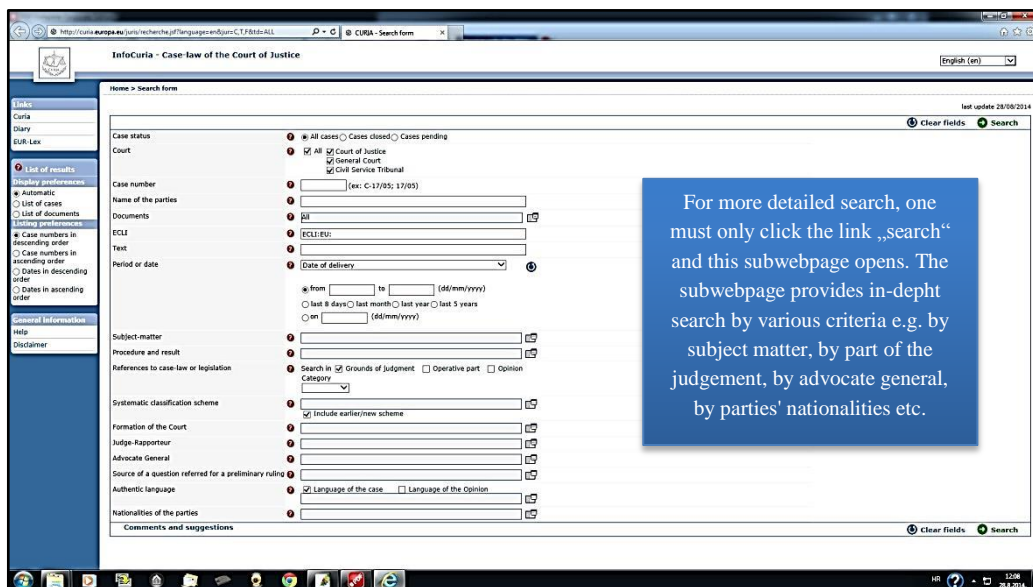 http://curia.europa.eu/juris/recherche.jsf?language=en&jur=C,T,F&td=ALL
CURIA - Search form
InfoCuria - Case-law of the Court of Justice
English (en)
Home > Search form
last update 28/08/2014
Links
Curia
Diary
EUR-Lex
List of results
Display preferences
Automatic
List of cases
List of documents
Listing preferences
Case numbers in
descending order
Case numbers in
ascending order
Dates in descending
order
Dates in ascending
order
General Information
Help
Disclaimer
Clear fields Search
Case status All cases Cases closed Cases pending
Court All Court of Justice
General Court
Civil Service Tribunal
Case number (ex: C-17/05; 17/05)
Name of the parties
Documents All
ECLI ECLI:EU:
Text
Period or date Date of delivery
from to (dd/mm/yyyy)
last 8 days last month last year last 5 years
on (dd/mm/yyyy)
Subject-matter
Procedure and result
References to case-law or legislation Search in Grounds of judgment Operative part Opinion
Category
Systematic classification scheme
Include earlier/new scheme
Formation of the Court
Judge-Rapporteur
Advocate General
Source of a question referred for a preliminary ruling
Authentic language Language of the case Language of the Opinion
Nationalities of the parties
Comments and suggestions Clear fields Search
For more detailed search, one
must only click the link „search“
and this subwebpage opens. The
subwebpage provides in-depht
search by various criteria e.g. by
subject matter, by part of the
judgement, by advocate general,
by parties' nationalities etc.
HR 12:08
28.8.2014